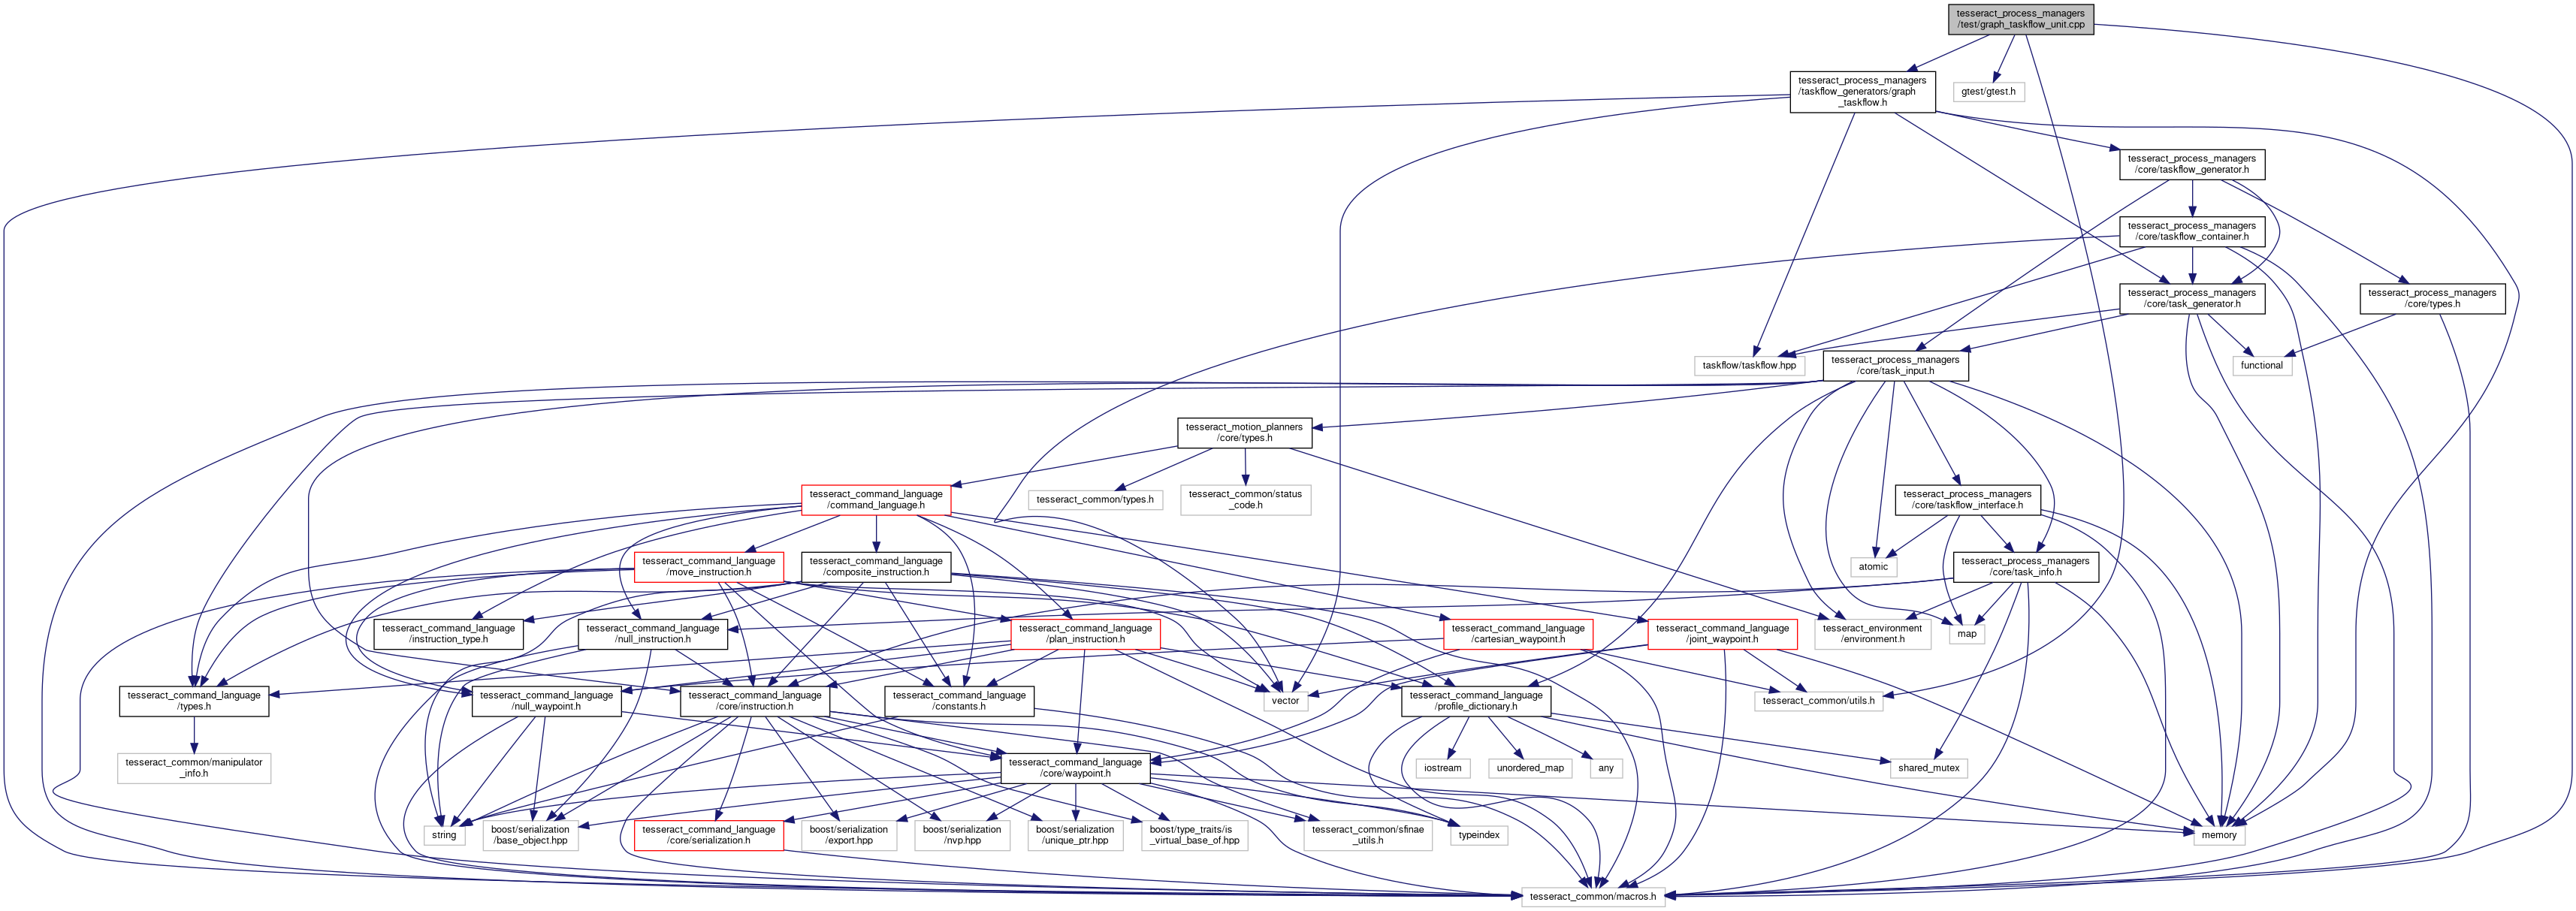 tesseract_process_managers
/test/graph_taskflow_unit.cpp
tesseract_process_managers
/taskflow_generators/graph
_taskflow.h
gtest/gtest.h
tesseract_process_managers
/core/taskflow_generator.h
tesseract_process_managers
/core/taskflow_container.h
tesseract_process_managers
/core/task_generator.h
tesseract_process_managers
/core/types.h
taskflow/taskflow.hpp
tesseract_process_managers
/core/task_input.h
functional
tesseract_motion_planners
/core/types.h
tesseract_command_language
/command_language.h
tesseract_common/types.h
tesseract_common/status
_code.h
tesseract_process_managers
/core/taskflow_interface.h
tesseract_command_language
/move_instruction.h
tesseract_command_language
/composite_instruction.h
atomic
tesseract_process_managers
/core/task_info.h
tesseract_command_language
/instruction_type.h
tesseract_command_language
/null_instruction.h
tesseract_command_language
/plan_instruction.h
tesseract_command_language
/cartesian_waypoint.h
tesseract_command_language
/joint_waypoint.h
tesseract_environment
/environment.h
map
tesseract_command_language
/types.h
tesseract_command_language
/null_waypoint.h
tesseract_command_language
/core/instruction.h
tesseract_command_language
/constants.h
vector
tesseract_command_language
/profile_dictionary.h
tesseract_common/utils.h
tesseract_common/manipulator
_info.h
tesseract_command_language
/core/waypoint.h
iostream
unordered_map
any
shared_mutex
string
boost/serialization
/base_object.hpp
tesseract_command_language
/core/serialization.h
boost/serialization
/export.hpp
boost/serialization
/nvp.hpp
boost/serialization
/unique_ptr.hpp
boost/type_traits/is
_virtual_base_of.hpp
tesseract_common/sfinae
_utils.h
typeindex
memory
tesseract_common/macros.h